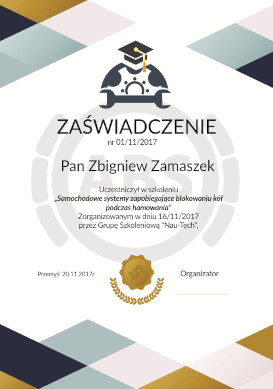 ZAŚWIADCZENIE
nr 01/11/2017
Pan Zbigniew Zamaszek
Uczestniczył w szkoleniu
„Samochodowe systemy zapobiegające blokowaniu kół
podczas hamowania"
Zorganizowanym w dniu 16/11/2017
przez Grupę Szkoleniową "Nau-Tech".
Przemyśl 20.11.2017r.
Organizator